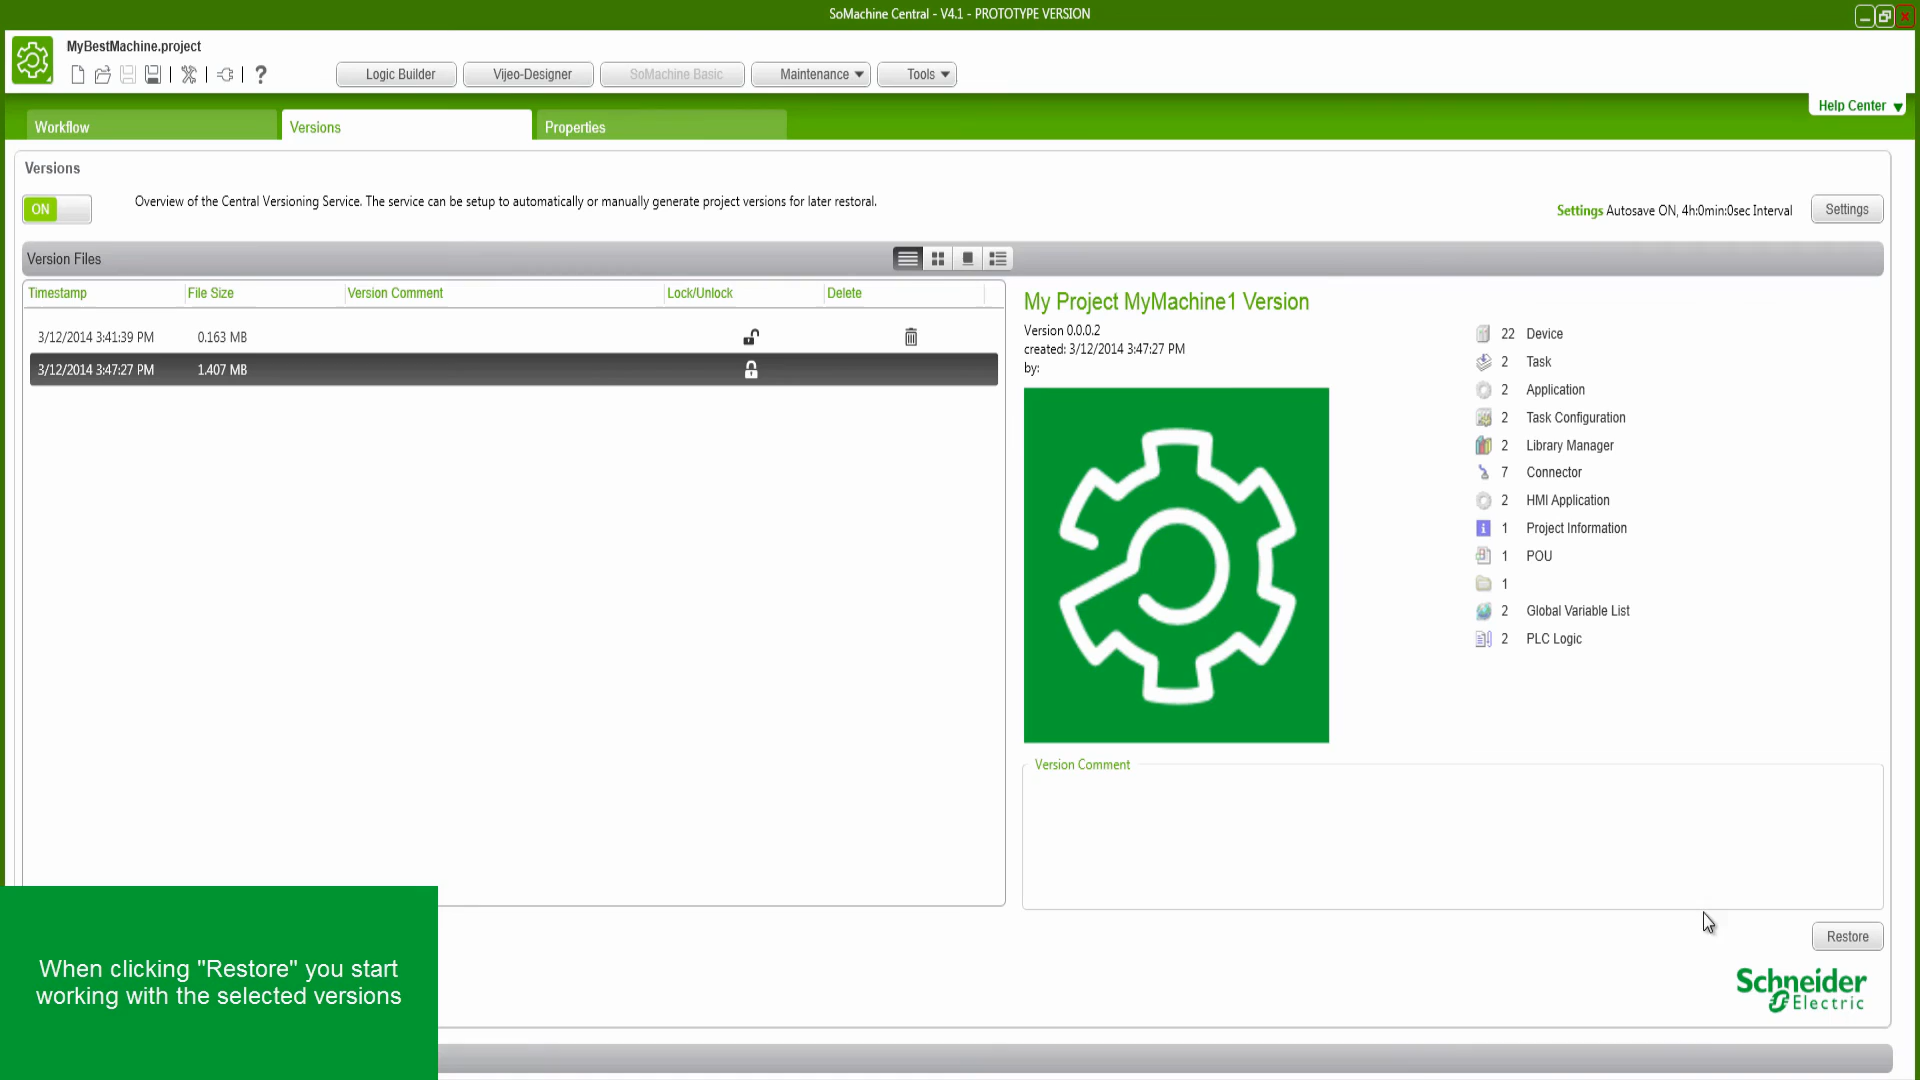 SoMachine Central - V4.1 - PROTOTYPE VERSION
MyBestMachine.project
Logic Builder
Vijeo-Designer
SoMachine Basic
Maintenance
Tools
Help Center
Workflow
Versions
Properties
Versions
ON
Overview of the Central Versioning Service. The service can be setup to automatically or manually generate project versions for later restoral.
Settings Autosave ON, 4h:0min:0sec Interval
Settings
Version Files
Timestamp File Size Version Comment Lock/Unlock Delete
3/12/2014 3:41:39 PM 0.163 MB
3/12/2014 3:47:27 PM 1.407 MB
My Project MyMachine1 Version
Version 0.0.0.2
created: 3/12/2014 3:47:27 PM
by:
22 Device
2 Task
2 Application
2 Task Configuration
2 Library Manager
7 Connector
2 HMI Application
1 Project Information
1 POU
1
2 Global Variable List
2 PLC Logic
Version Comment
Restore
Schneider
Electric
When clicking "Restore" you start
working with the selected versions